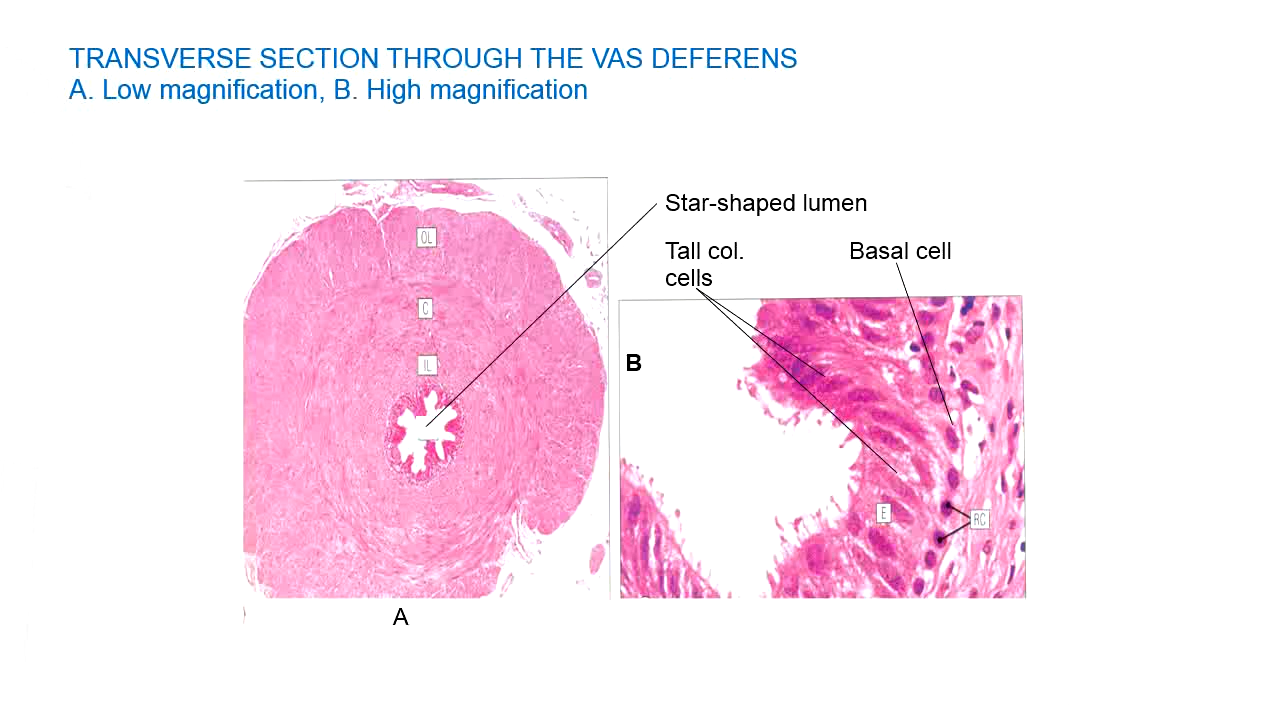 TRANSVERSE SECTION THROUGH THE VAS DEFERENS
A. Low magnification, B. High magnification
Star-shaped lumen
Tall col.
cells
Basal cell
OL
C
IL
B
E
RC
A